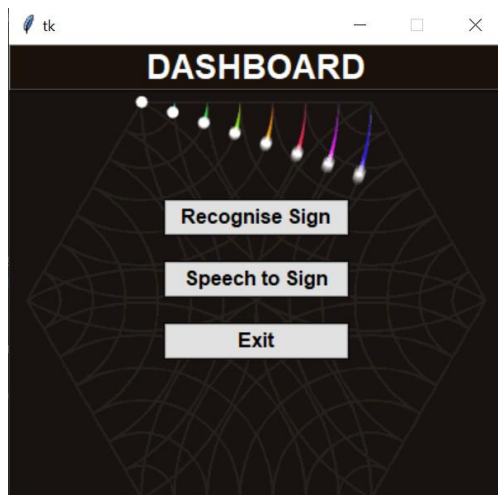 tk
DASHBOARD
Recognise Sign
Speech to Sign
Exit